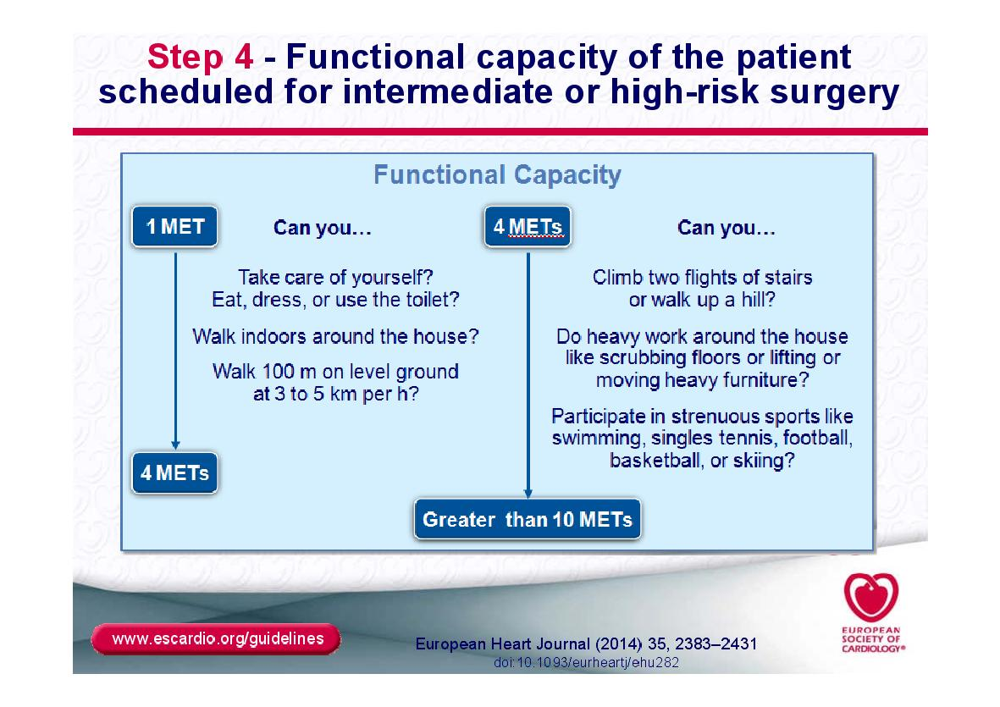 Step 4 - Functional capacity of the patient
scheduled for intermediate or high-risk surgery
Functional Capacity
1 MET
Can you…
Take care of yourself?
Eat, dress, or use the toilet?
Walk indoors around the house?
Walk 100 m on level ground
at 3 to 5 km per h?
4 METs
4 METs
Can you…
Climb two flights of stairs
or walk up a hill?
Do heavy work around the house
like scrubbing floors or lifting or
moving heavy furniture?
Participate in strenuous sports like
swimming, singles tennis, football,
basketball, or skiing?
Greater than 10 METs
www.escardio.org/guidelines
European Heart Journal (2014) 35, 2383–2431
doi:10.1093/eurheartj/ehu282
EUROPEAN
SOCIETY OF
CARDIOLOGY®